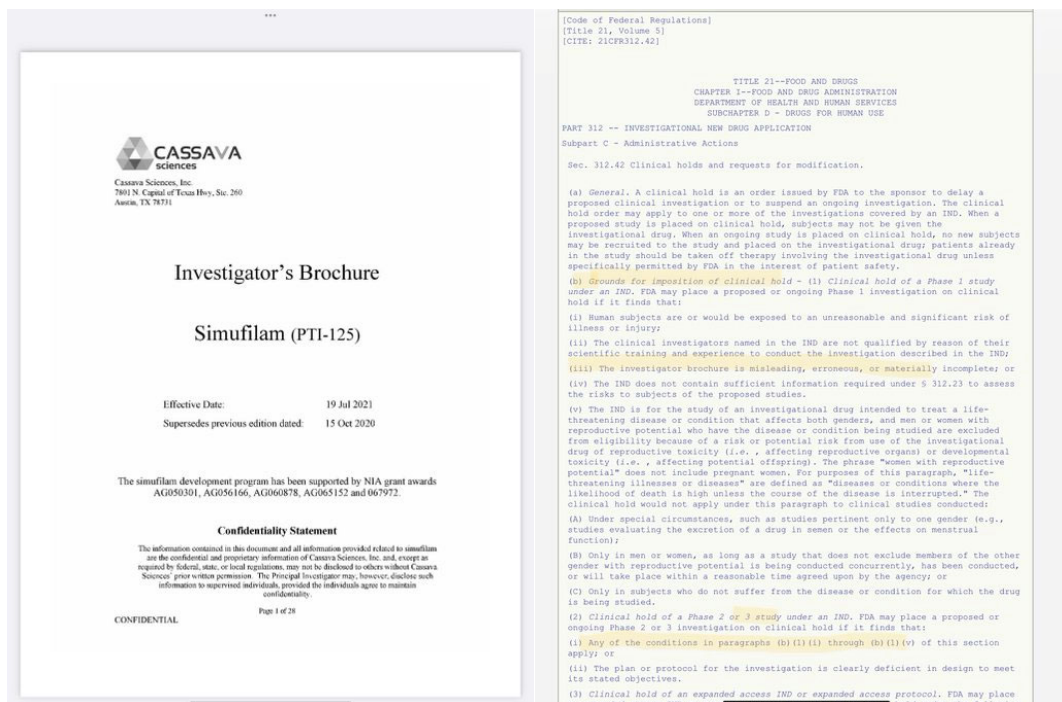 CASSAVA
sciences
Cassava Sciences, Inc.
7801 N. Capital of Texas Hwy, Ste. 260
Austin, TX 78731
Investigator's Brochure
Simufilam (PTI-125)
Effective Date: 19 Jul 2021
Supersedes previous edition dated: 15 Oct 2020
The simufilam development program has been supported by NIA grant awards
AG050301, AG056166, AG060878, AG065152 and 067972.
Confidentiality Statement
The information contained in this document and all information provided related to simufilam
are the confidential and proprietary information of Cassava Sciences, Inc. and, except as
required by federal, state, or local regulations, may not be disclosed to others without Cassava
Sciences' prior written permission. The Principal Investigator may, however, disclose such
information to supervised individuals, provided the individuals agree to maintain
confidentiality.
Page 1 of 28
CONFIDENTIAL
[Code of Federal Regulations]
[Title 21, Volume 5]
[CITE: 21CFR312.42]
TITLE 21--FOOD AND DRUGS
CHAPTER I--FOOD AND DRUG ADMINISTRATION
DEPARTMENT OF HEALTH AND HUMAN SERVICES
SUBCHAPTER D - DRUGS FOR HUMAN USE
PART 312 -- INVESTIGATIONAL NEW DRUG APPLICATION
Subpart C - Administrative Actions
Sec. 312.42 Clinical holds and requests for modification.
(a) General. A clinical hold is an order issued by FDA to the sponsor to delay a
proposed clinical investigation or to suspend an ongoing investigation. The clinical
hold order may apply to one or more of the investigations covered by an IND. When a
proposed study is placed on clinical hold, subjects may not be given the
investigational drug. When an ongoing study is placed on clinical hold, no new subjects
may be recruited to the study and placed on the investigational drug; patients already
in the study should be taken off therapy involving the investigational drug unless
specifically permitted by FDA in the interest of patient safety.
(b) Grounds for imposition of clinical hold - (1) Clinical hold of a Phase 1 study
under an IND. FDA may place a proposed or ongoing Phase 1 investigation on clinical
hold if it finds that:
(i) Human subjects are or would be exposed to an unreasonable and significant risk of
illness or injury;
(ii) The clinical investigators named in the IND are not qualified by reason of their
scientific training and experience to conduct the investigation described in the IND;
(iii) The investigator brochure is misleading, erroneous, or materially incomplete; or
(iv) The IND does not contain sufficient information required under § 312.23 to assess
the risks to subjects of the proposed studies.
(v) The IND is for the study of an investigational drug intended to treat a life-
threatening disease or condition that affects both genders, and men or women with
reproductive potential who have the disease or condition being studied are excluded
from eligibility because of a risk or potential risk from use of the investigational
drug of reproductive toxicity (i.e. , affecting reproductive organs) or developmental
toxicity (i.e. , affecting potential offspring). The phrase "women with reproductive
potential" does not include pregnant women. For purposes of this paragraph, "life-
threatening illnesses or diseases" are defined as "diseases or conditions where the
likelihood of death is high unless the course of the disease is interrupted." The
clinical hold would not apply under this paragraph to clinical studies conducted:
(A) Under special circumstances, such as studies pertinent only to one gender (e.g.,
studies evaluating the excretion of a drug in semen or the effects on menstrual
function);
(B) Only in men or women, as long as a study that does not exclude members of the other
gender with reproductive potential is being conducted concurrently, has been conducted,
or will take place within a reasonable time agreed upon by the agency; or
(C) Only in subjects who do not suffer from the disease or condition for which the drug
is being studied.
(2) Clinical hold of a Phase 2 or 3 study under an IND. FDA may place a proposed or
ongoing Phase 2 or 3 investigation on clinical hold if it finds that:
(i) Any of the conditions in paragraphs (b)(1)(i) through (b)(1)(v) of this section
apply; or
(ii) The plan or protocol for the investigation is clearly deficient in design to meet
its stated objectives.
(3) Clinical hold of an expanded access IND or expanded access protocol. FDA may place